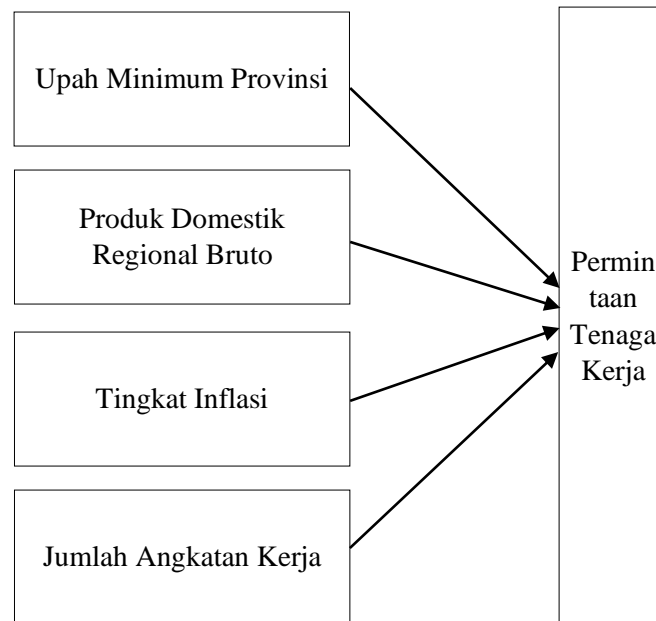 Upah Minimum Provinsi
Produk Domestik
Regional Bruto
Tingkat Inflasi
Jumlah Angkatan Kerja
Permin
taan
Tenaga
Kerja